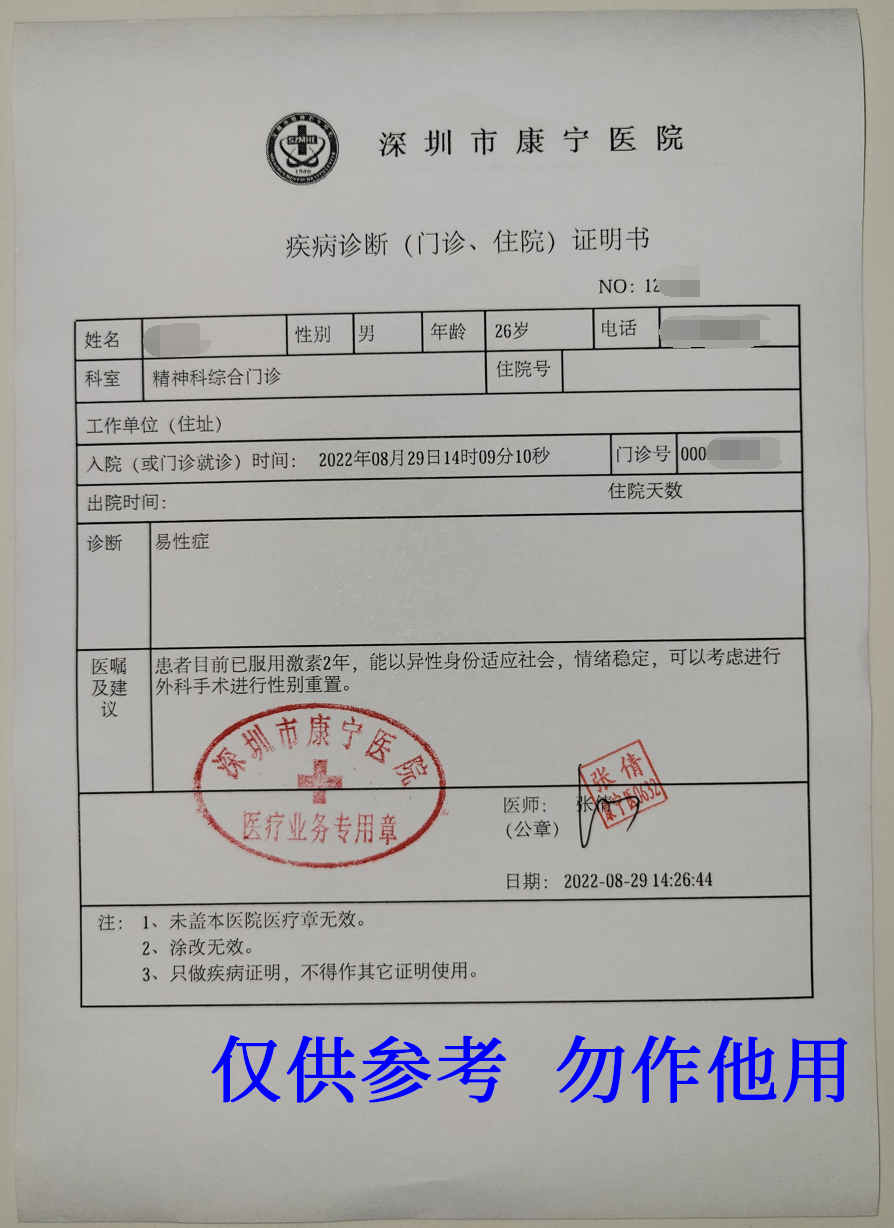 SZMHC
1980
深圳市康宁医院
疾病诊断（门诊、住院）证明书
NO：12
姓名 性别 男 年龄 26岁 电话
科室 精神科综合门诊 住院号
工作单位（住址）
入院（或门诊就诊）时间： 2022年08月29日14时09分10秒 门诊号 000
出院时间： 住院天数
诊断 易性症
医嘱及建议 患者目前已服用激素2年，能以异性身份适应社会，情绪稳定，可以考虑进行
外科手术进行性别重置。
深圳市康宁医院
医疗业务专用章
医师： 张倩
张倩
康宁医0632
（公章）
日期： 2022-08-29 14:26:44
注： 1、未盖本医院医疗章无效。
2、涂改无效。
3、只做疾病证明，不得作其它证明使用。
仅供参考 勿作他用